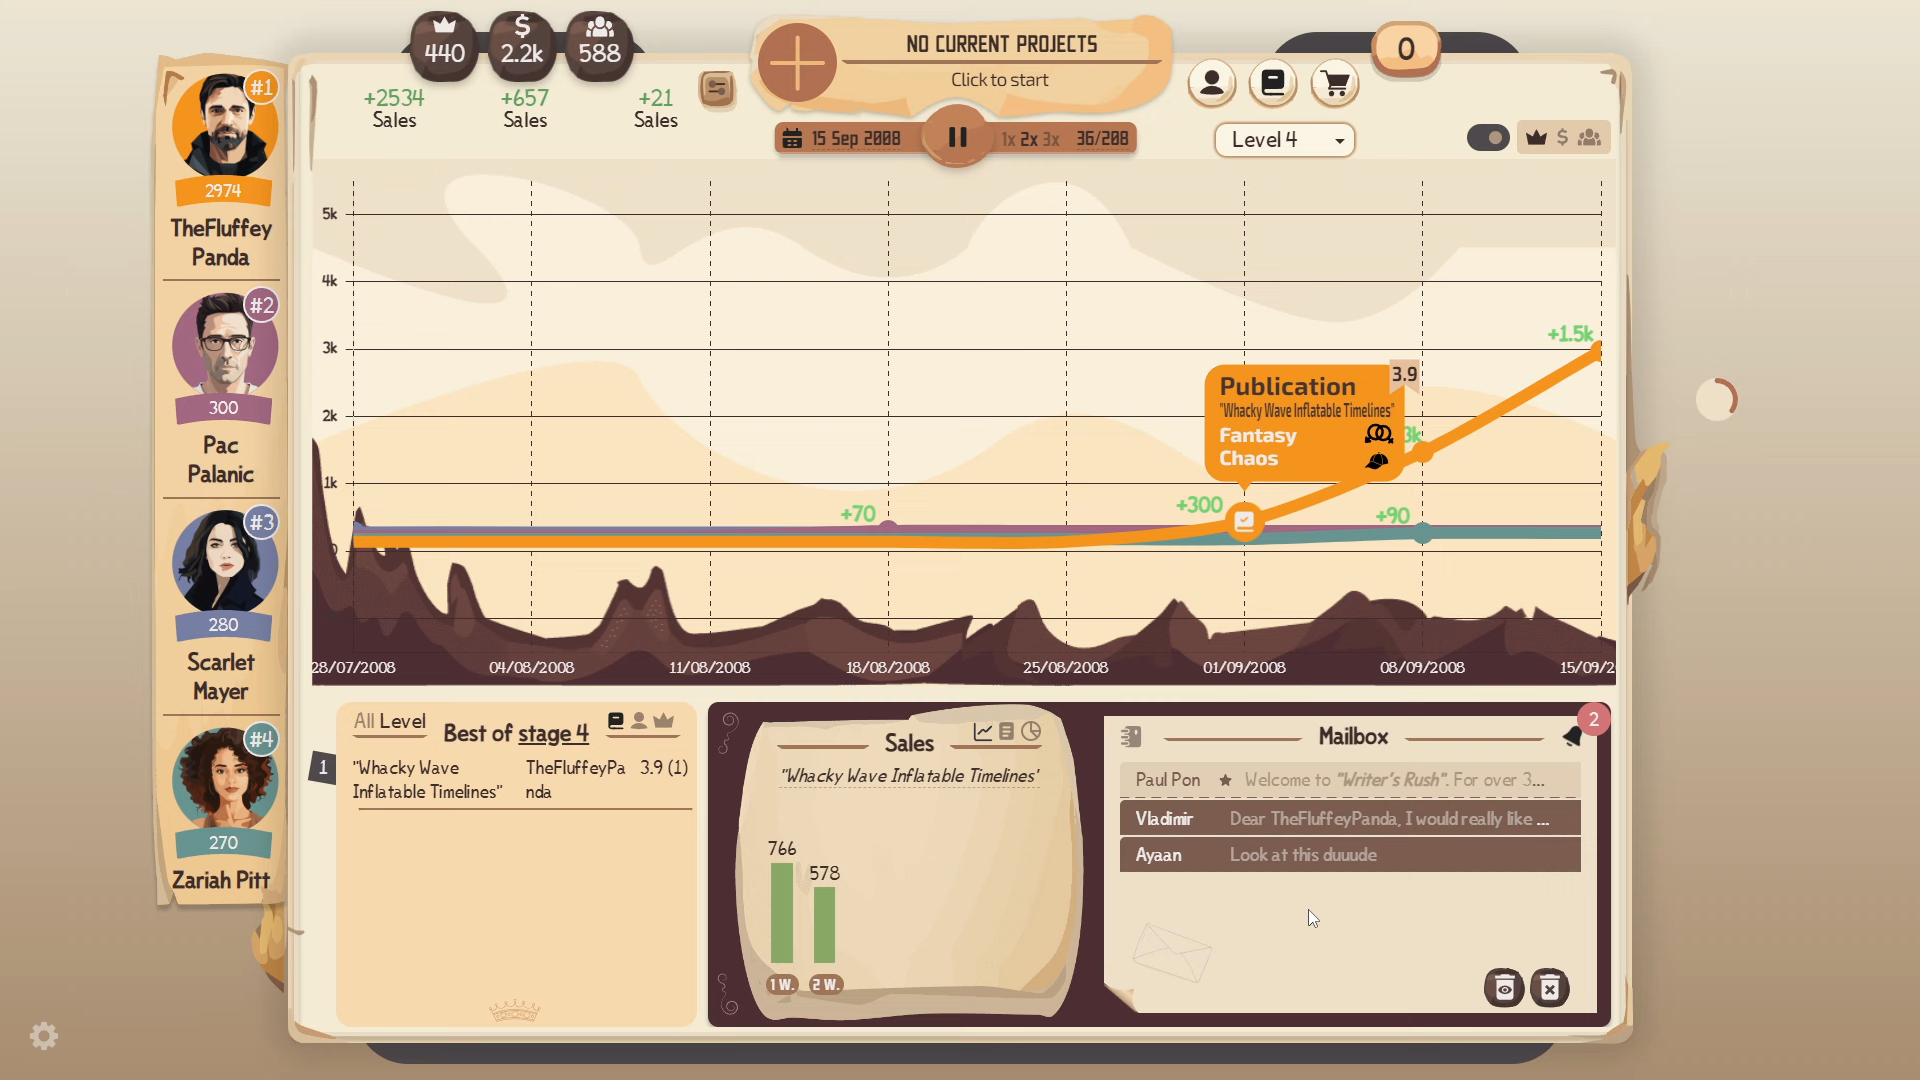 440
2.2k
588
+2534
Sales
+657
Sales
+21
Sales
NO CURRENT PROJECTS
Click to start
15 Sep 2008
1x 2x 3x
36/208
0
Level 4
#1
2974
TheFluffey
Panda
#2
300
Pac
Palanic
#3
280
Scarlet
Mayer
#4
270
Zariah Pitt
5k
4k
3k
2k
1k
0
+70
+300
+90
3k
+1.5k
Publication
3.9
"Whacky Wave Inflatable Timelines"
Fantasy
Chaos
28/07/2008
04/08/2008
11/08/2008
18/08/2008
25/08/2008
01/09/2008
08/09/2008
15/09/2
All Level
Best of stage 4
1
"Whacky Wave
Inflatable Timelines"
TheFluffeyPa
nda
3.9 (1)
Sales
"Whacky Wave Inflatable Timelines'
766
578
1 W.
2 W.
Mailbox
2
Paul Pon ★ Welcome to "Writer's Rush". For over 3...
Vladimir Dear TheFluffeyPanda, I would really like ...
Ayaan Look at this duuude